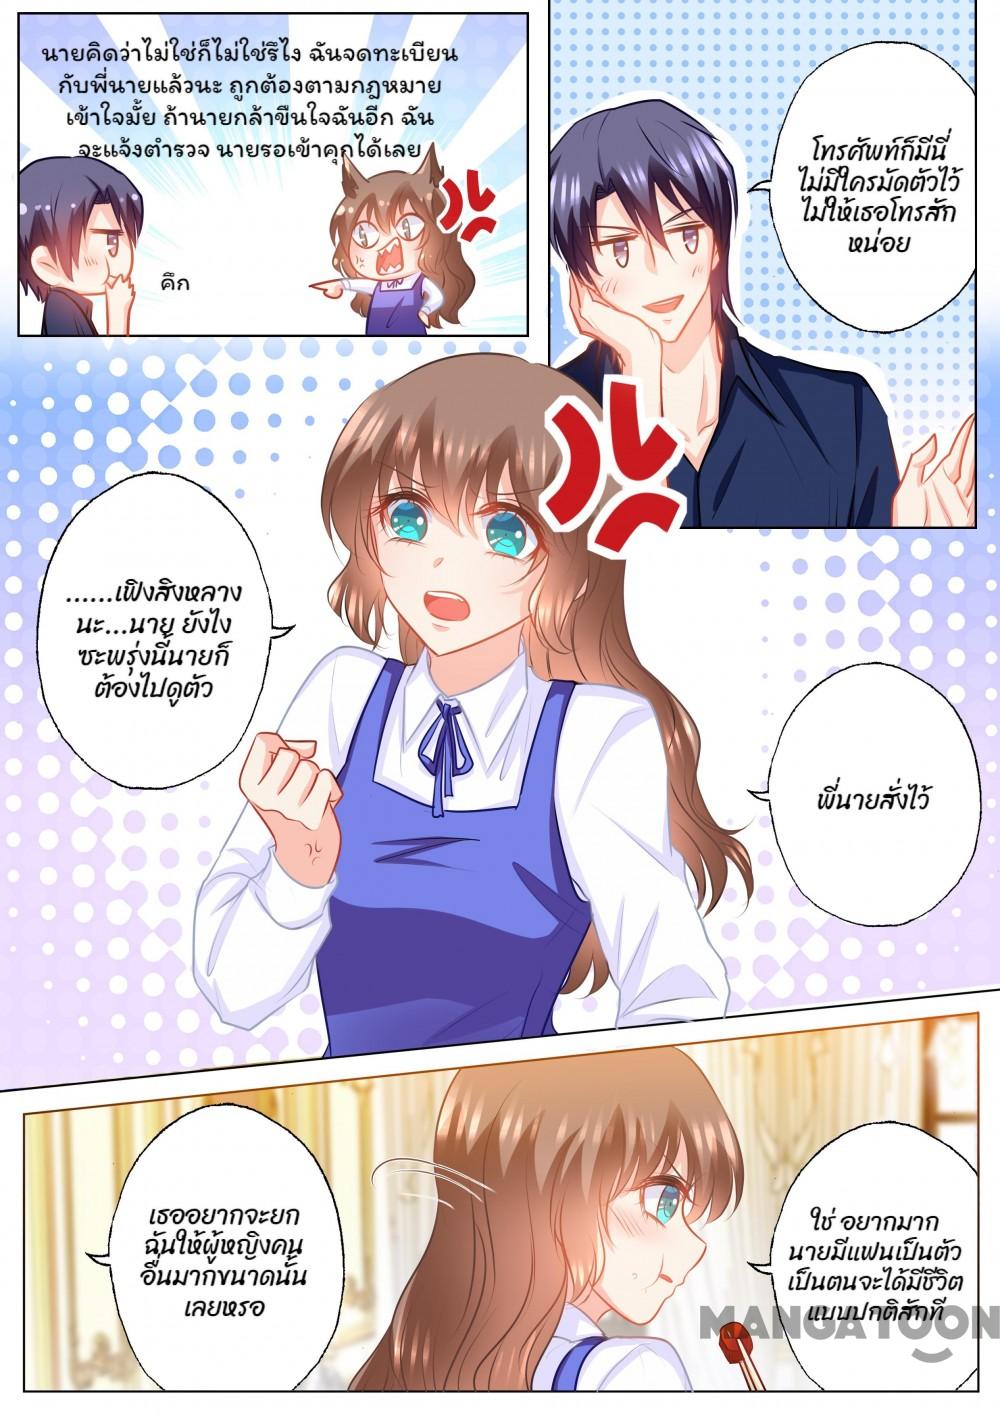 นายคิดว่าไม่ใช่ก็ไม่ใช่รึไง ฉันจดทะเบียน
กับพี่นายแล้วนะ ถูกต้องตามกฎหมาย
เข้าใจมั้ย ถ้านายกล้าขืนใจฉันอีก ฉัน
จะแจ้งตำรวจ นายรอเข้าคุกได้เลย
คึก
โทรศัพท์ก็มีนี่
ไม่มีใครมัดตัวไว้
ไม่ให้เธอโทรสัก
หน่อย
......เฟิงสิงหลาง
นะ...นาย ยังไง
ซะพรุ่งนี้นายก็
ต้องไปดูตัว
พี่นายสั่งไว้
เธออยากจะยก
ฉันให้ผู้หญิงคน
อื่นมากขนาดนั้น
เลยหรอ
ใช่ อยากมาก
นายมีแฟนเป็นตัว
เป็นตนจะได้มีชีวิต
แบบปกติสักที
MANGATOON